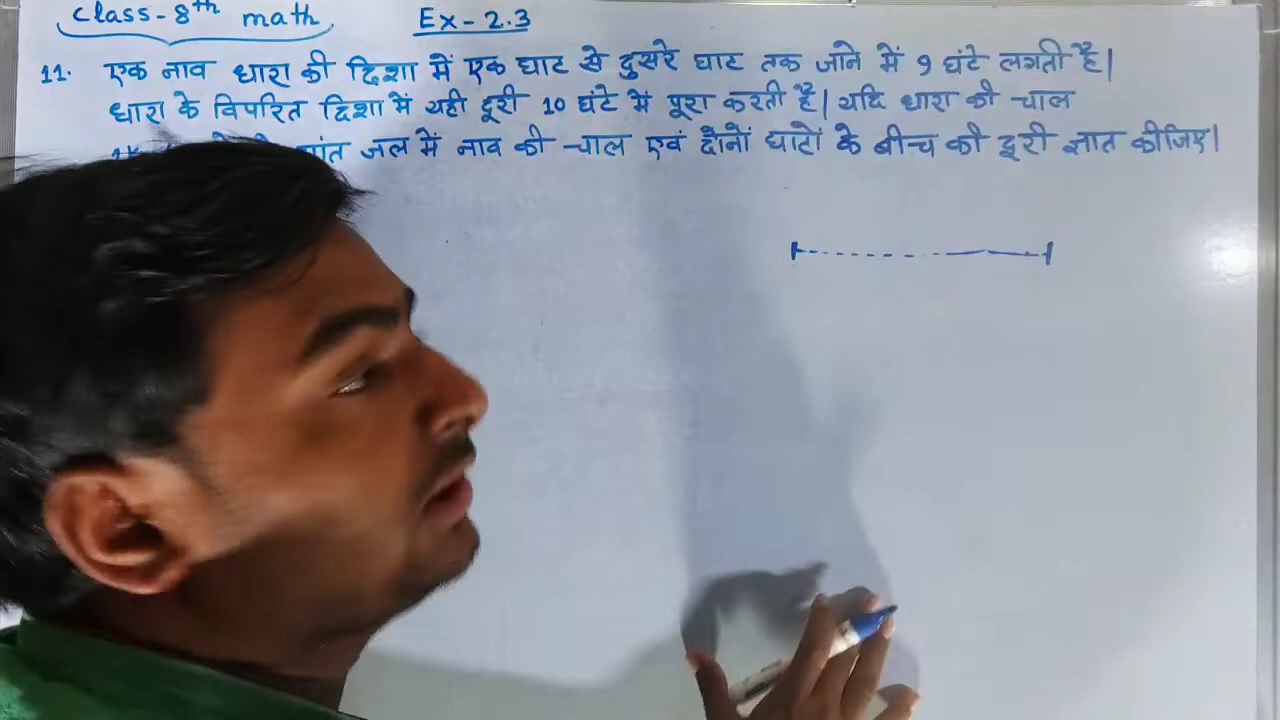 Class-8th math Ex-2.3
11. एक नाव धारा की दिशा में एक घाट से दुसरे घाट तक जाने में 9 घंटे लगती है|
धारा के विपरित दिशा में यही दूरी 10 घंटे में पूरा करती है| यदि धारा की चाल
शांत जल में नाव की चाल एवं दोनों घाटों के बीच की दूरी ज्ञात कीजिए|